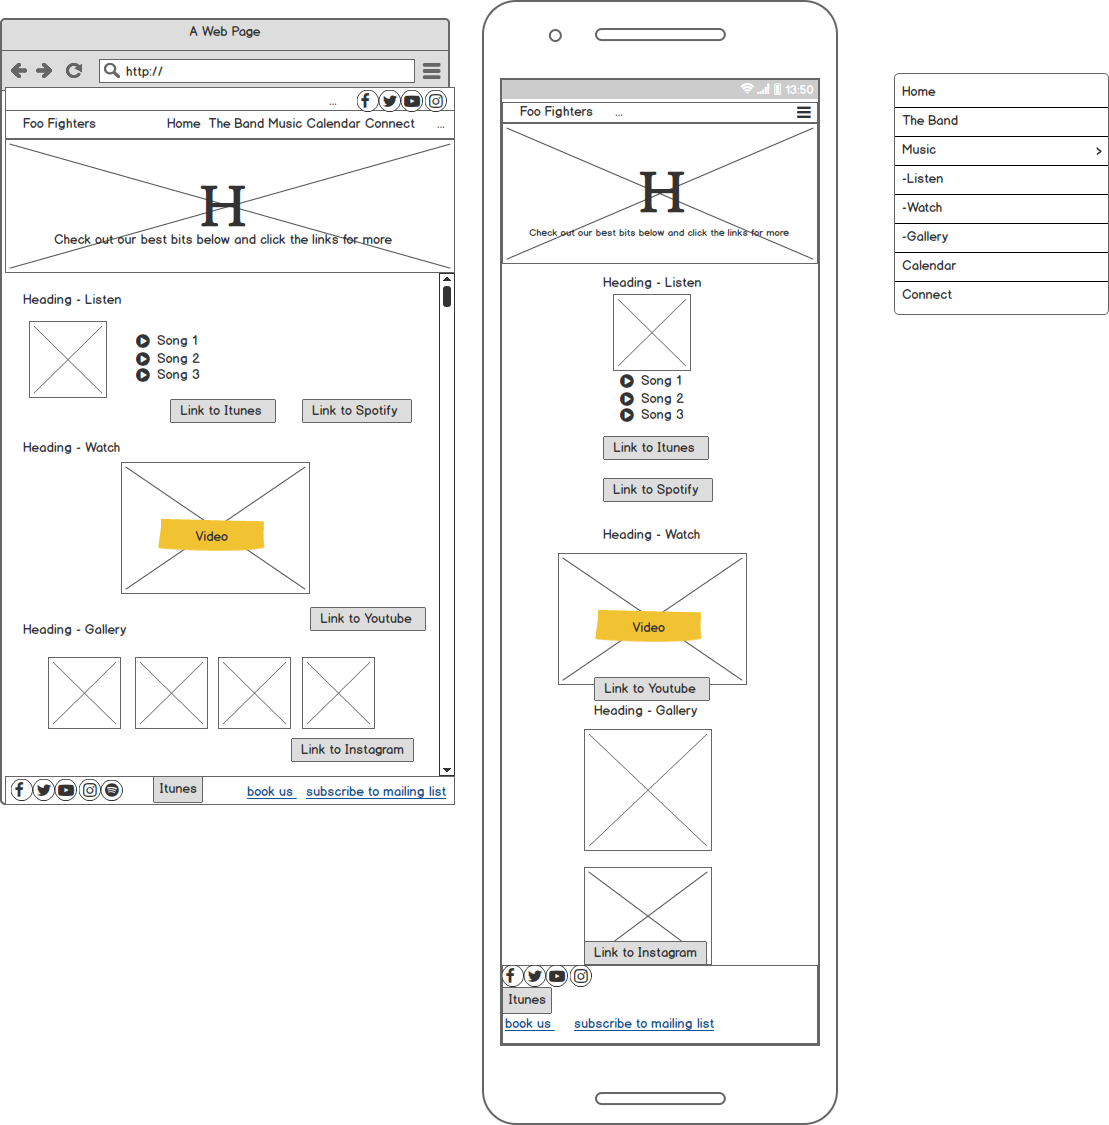 A Web Page
http://
...
Foo Fighters Home The Band Music Calendar Connect ...
H
Check out our best bits below and click the links for more
Heading - Listen
Song 1
Song 2
Song 3
Link to Itunes Link to Spotify
Heading - Watch
Video
Link to Youtube
Heading - Gallery
Link to Instagram
Itunes book us subscribe to mailing list
13:50
Foo Fighters ...
H
Check out our best bits below and click the links for more
Heading - Listen
Song 1
Song 2
Song 3
Link to Itunes
Link to Spotify
Heading - Watch
Video
Link to Youtube
Heading - Gallery
Link to Instagram
Itunes
book us subscribe to mailing list
Home
The Band
Music >
-Listen
-Watch
-Gallery
Calendar
Connect